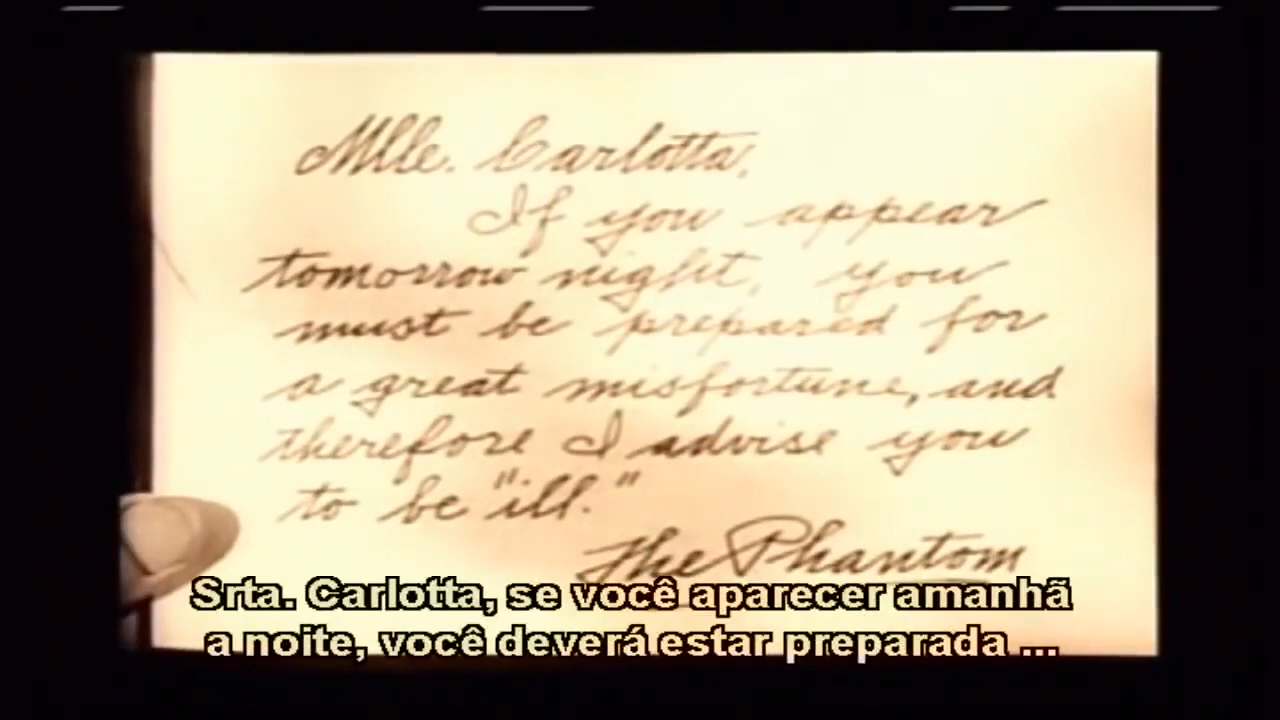 Mlle. Carlotta,
If you appear
tomorrow night, you
must be prepared for
a great misfortune, and
therefore I advise you
to be "ill."
The Phantom
Srta. Carlotta, se você aparecer amanhã
a noite, você deverá estar preparada ...